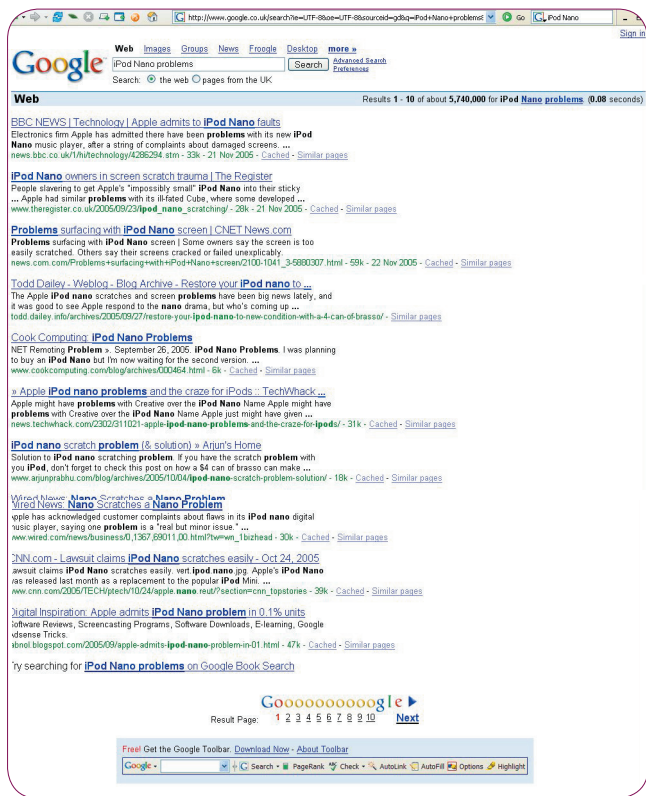 http://www.google.co.uk/search?ie=UTF-8&oe=UTF-8&sourceid=gd&q=iPod+Nano+problems& Go iPod Nano
Sign in
Google
Web Images Groups News Froogle Desktop more »
iPod Nano problems Search Advanced Search
Preferences
Search: the web pages from the UK
Web Results 1 - 10 of about 5,740,000 for iPod Nano problems. (0.08 seconds)
BBC NEWS | Technology | Apple admits to iPod Nano faults
Electronics firm Apple has admitted there have been problems with its new iPod
Nano music player, after a string of complaints about damaged screens. ...
news.bbc.co.uk/1/hi/technology/4286294.stm - 33k - 21 Nov 2005 - Cached - Similar pages
iPod Nano owners in screen scratch trauma | The Register
People slavering to get Apple's "impossibly small" iPod Nano into their sticky
... Apple had similar problems with its ill-fated Cube, where some developed ...
www.theregister.co.uk/2005/09/23/ipod_nano_scratching/ - 28k - 21 Nov 2005 - Cached - Similar pages
Problems surfacing with iPod Nano screen | CNET News.com
Problems surfacing with iPod Nano screen | Some owners say the screen is too
easily scratched. Others say their screens cracked or failed unexplicably.
news.com.com/Problems+surfacing+with+iPod+Nano+screen/2100-1041_3-5880307.html - 59k - 22 Nov 2005 - Cached - Similar pages
Todd Dailey - Weblog - Blog Archive - Restore your iPod nano to ...
The Apple iPod nano scratches and screen problems have been big news lately, and
it was good to see Apple respond to the nano drama, but who's coming up ...
todd.dailey.info/archives/2005/09/27/restore-your-ipod-nano-to-new-condition-with-a-4-can-of-brasso/ - Similar pages
Cook Computing: iPod Nano Problems
NET Remoting Problem ». September 26, 2005. iPod Nano Problems. I was planning
to buy an iPod Nano but I'm now waiting for the second version. ...
www.cookcomputing.com/blog/archives/000464.html - 6k - Cached - Similar pages
» Apple iPod nano problems and the craze for iPods :: TechWhack ...
Apple might have problems with Creative over the iPod Nano Name Apple might have
problems with Creative over the iPod Nano Name Apple just might have given ...
news.techwhack.com/2302/311021-apple-ipod-nano-problems-and-the-craze-for-ipods/ - 31k - Cached - Similar pages
iPod nano scratch problem (& solution) » Arjun's Home
Solution to iPod nano scratching problem. If you have the scratch problem with
you iPod, don't forget to check this post on how a $4 can of brasso can make ...
www.arjunprabhu.com/blog/archives/2005/10/04/ipod-nano-scratch-problem-solution/ - 18k - Cached - Similar pages
Wired News: Nano Scratches a Nano Problem
Wired News: Nano Scratches a Nano Problem
Apple has acknowledged customer complaints about flaws in its iPod nano digital
music player, saying one problem is a "real but minor issue." ...
www.wired.com/news/business/0,1367,69011,00.html?tw=wn_1bizhead - 30k - Cached - Similar pages
CNN.com - Lawsuit claims iPod Nano scratches easily - Oct 24, 2005
Lawsuit claims iPod Nano scratches easily. vert.ipod.nano.jpg. Apple's iPod Nano
was released last month as a replacement to the popular iPod Mini. ...
www.cnn.com/2005/TECH/ptech/10/24/apple.nano.reut/?section=cnn_topstories - 39k - Cached - Similar pages
Digital Inspiration: Apple admits iPod Nano problem in 0.1% units
Software Reviews, Screencasting Programs, Software Downloads, E-learning, Google
Adsense Tricks.
labnol.blogspot.com/2005/09/apple-admits-ipod-nano-problem-in-01.html - 47k - Cached - Similar pages
Try searching for iPod Nano problems on Google Book Search
Goooooooooogle
Result Page: 1 2 3 4 5 6 7 8 9 10 Next
Free! Get the Google Toolbar. Download Now - About Toolbar
Google Search PageRank Check AutoLink AutoFill Options Highlight